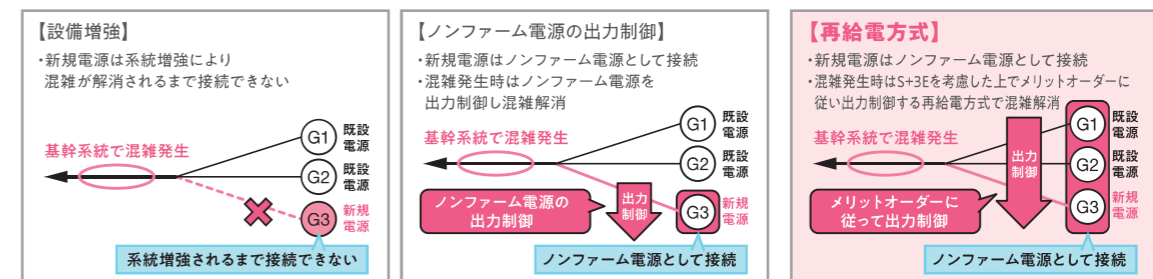 【設備増強】
・新規電源は系統増強により
混雑が解消されるまで接続できない
基幹系統で混雑発生
G1
既設
電源
G2
既設
電源
G3
新規
電源
系統増強されるまで接続できない
【ノンファーム電源の出力制御】
・新規電源はノンファーム電源として接続
・混雑発生時はノンファーム電源を
出力制御し混雑解消
基幹系統で混雑発生
G1
既設
電源
G2
既設
電源
ノンファーム電源の
出力制御
出力
制御
G3
新規
電源
ノンファーム電源として接続
【再給電方式】
・新規電源はノンファーム電源として接続
・混雑発生時はS+3Eを考慮した上でメリットオーダーに
従い出力制御する再給電方式で混雑解消
基幹系統で混雑発生
G1
既設
電源
出力
制御
G2
既設
電源
メリットオーダーに
従って出力制御
G3
新規
電源
ノンファーム電源として接続